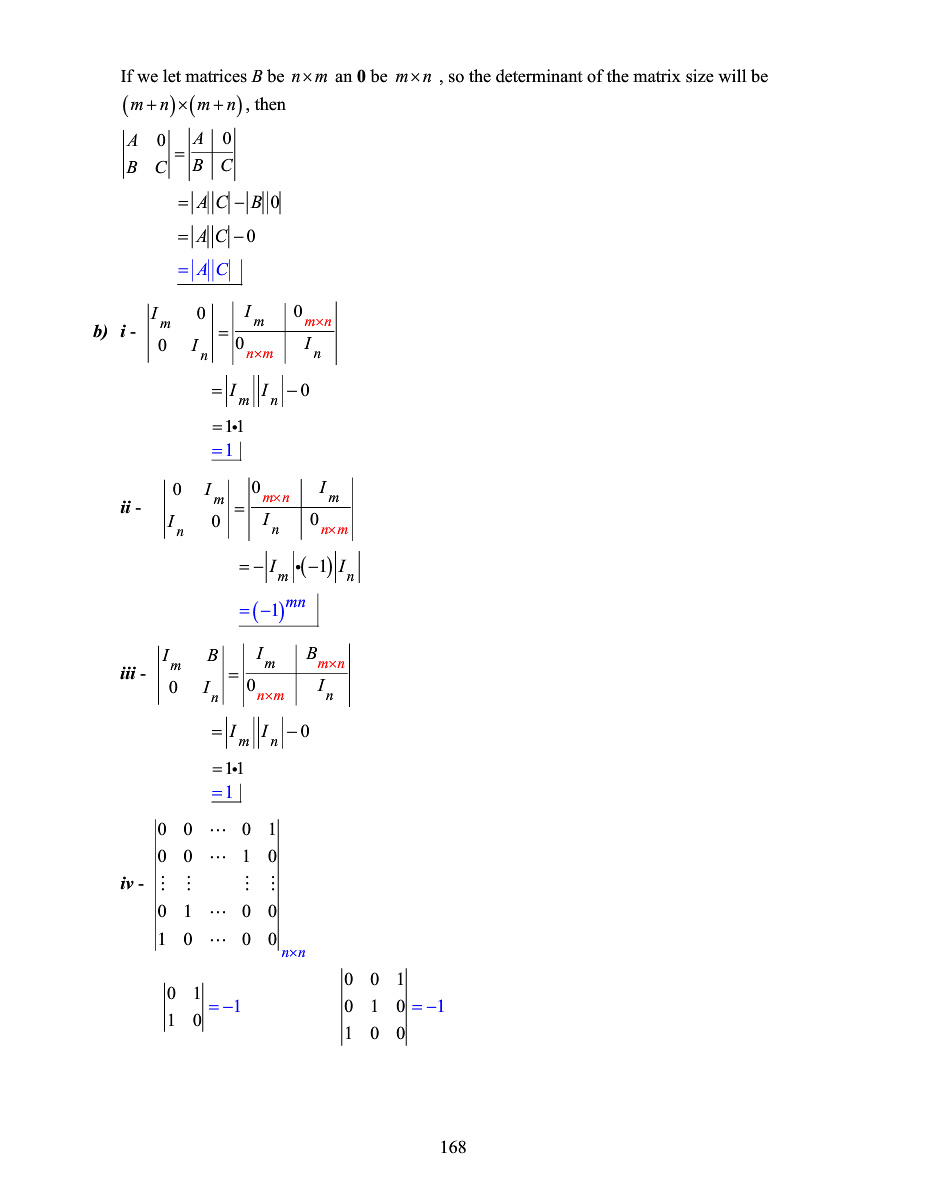 If we let matrices B be n×m an 0 be m×n , so the determinant of the matrix size will be
(m+n)×(m+n), then
|A 0| = |A | 0|
|B C| |B | C|
=|A||C|−|B||0|
=|A||C|−0
=|A||C|
b) i - |I_m 0| = |I_m | 0_{m×n}|
|0 I_n| |0_{n×m} | I_n|
=|I_m||I_n|−0
=1•1
=1
ii - |0 I_m| = |0_{m×n} | I_m|
|I_n 0| |I_n | 0_{n×m}|
=−|I_m|•(−1)|I_n|
=(−1)^{mn}
iii - |I_m B| = |I_m | B_{m×n}|
|0 I_n| |0_{n×m} | I_n|
=|I_m||I_n|−0
=1•1
=1
|0 0 ⋯ 0 1|
|0 0 ⋯ 1 0|
iv - |⋮ ⋮ ⋮ ⋮|
|0 1 ⋯ 0 0|
|1 0 ⋯ 0 0|_{n×n}
|0 1| =−1
|1 0|
|0 0 1|
|0 1 0| =−1
|1 0 0|
168